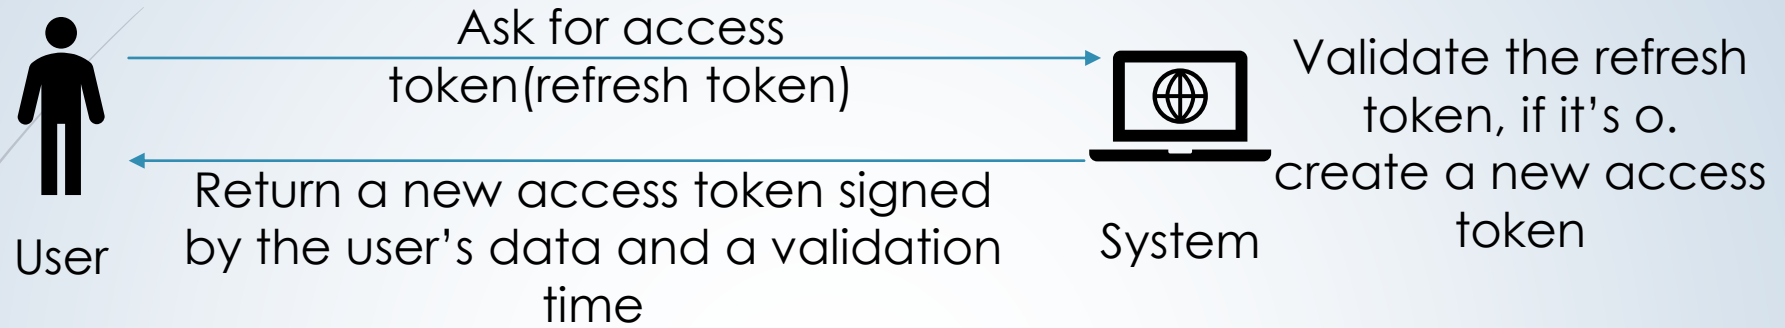 Ask for access
token(refresh token)
Validate the refresh
token, if it's o.
create a new access
token
Return a new access token signed
by the user's data and a validation
time
User
System